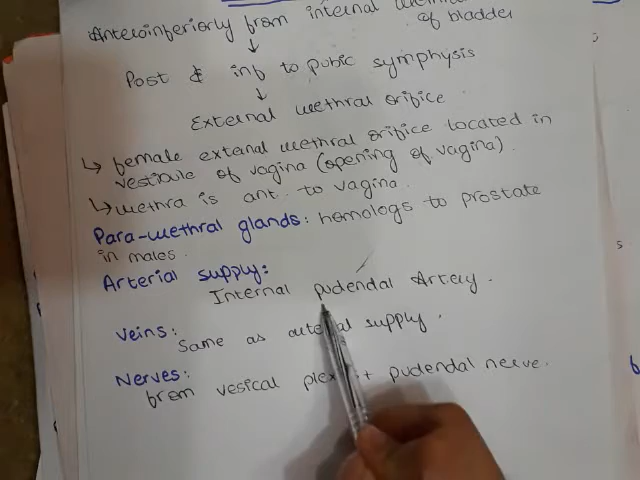 Anteroinferiorly from internal urethral
of bladder
↓
Post & inf to pubic symphysis
↓
External urethral orifice.
↳ female extenal urethral orifice located in
vestibule of vagina (opening of vagina).
↳ urethra is ant. to vagina.
Para-urethral glands: homologs to prostate
in males.
Arterial supply:
Internal pudendal Artery.
Veins:
Same as arterial supply.
Nerves:
from vesical plex + pudendal nerve.